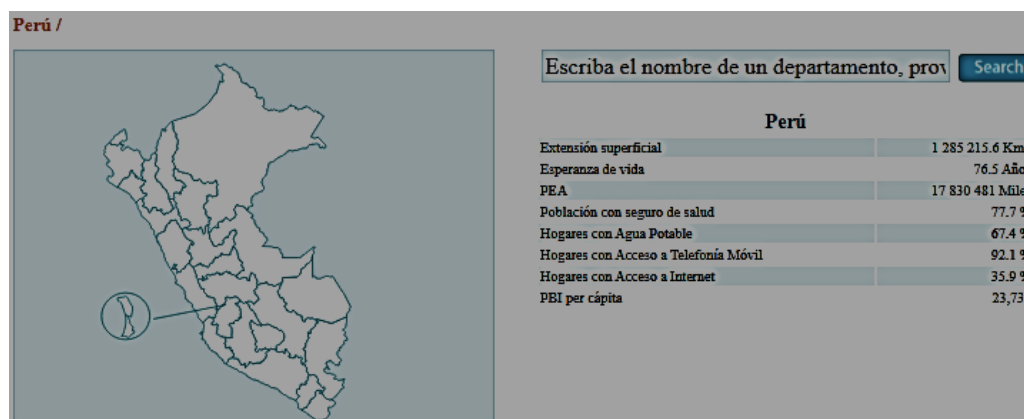 Perú /
Escriba el nombre de un departamento, prov
Search
Perú
Extensión superficial 1 285 215.6 Km
Esperanza de vida 76.5 Año
PEA 17 830 481 Mile
Población con seguro de salud 77.7 %
Hogares con Agua Potable 67.4 %
Hogares con Acceso a Telefonía Móvil 92.1 %
Hogares con Acceso a Internet 35.9 %
PBI per cápita 23,73